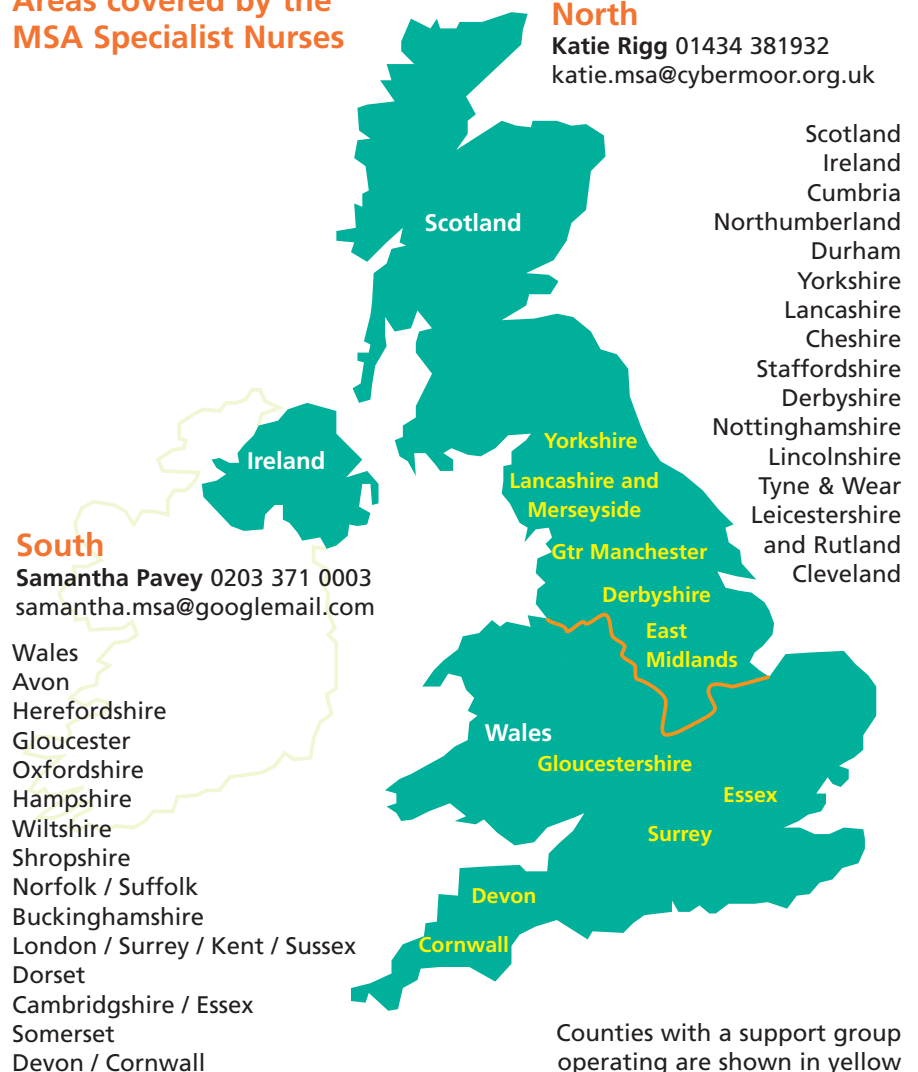 Areas covered by the
MSA Specialist Nurses
North
Katie Rigg 01434 381932
katie.msa@cybermoor.org.uk
Scotland
Ireland
Cumbria
Northumberland
Durham
Yorkshire
Lancashire
Cheshire
Staffordshire
Derbyshire
Nottinghamshire
Lincolnshire
Tyne & Wear
Leicestershire
and Rutland
Cleveland
Scotland
Ireland
Yorkshire
Lancashire and
Merseyside
Gtr Manchester
Derbyshire
East
Midlands
Wales
Gloucestershire
Essex
Surrey
Devon
Cornwall
South
Samantha Pavey 0203 371 0003
samantha.msa@googlemail.com
Wales
Avon
Herefordshire
Gloucester
Oxfordshire
Hampshire
Wiltshire
Shropshire
Norfolk / Suffolk
Buckinghamshire
London / Surrey / Kent / Sussex
Dorset
Cambridgshire / Essex
Somerset
Devon / Cornwall
Counties with a support group
operating are shown in yellow